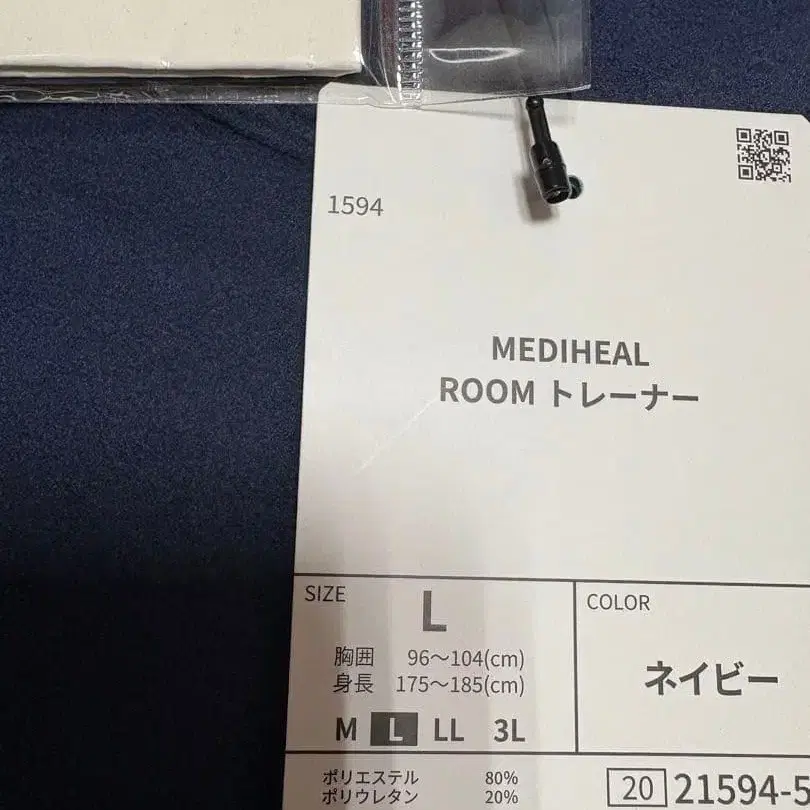 1594
MEDIHEAL
ROOM トレーナー
SIZE
L
胸囲 96～104(cm)
身長 175～185(cm)
M L LL 3L
COLOR
ネイビー
ポリエステル 80%
ポリウレタン 20%
20 21594-5